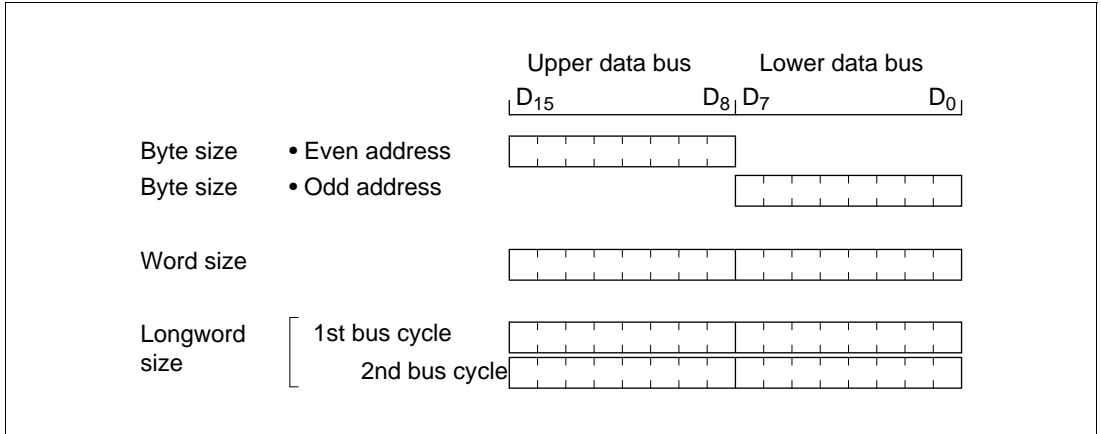 Upper data bus Lower data bus
D15 D8 D7 D0
Byte size • Even address
Byte size • Odd address
Word size
Longword size 1st bus cycle
2nd bus cycle